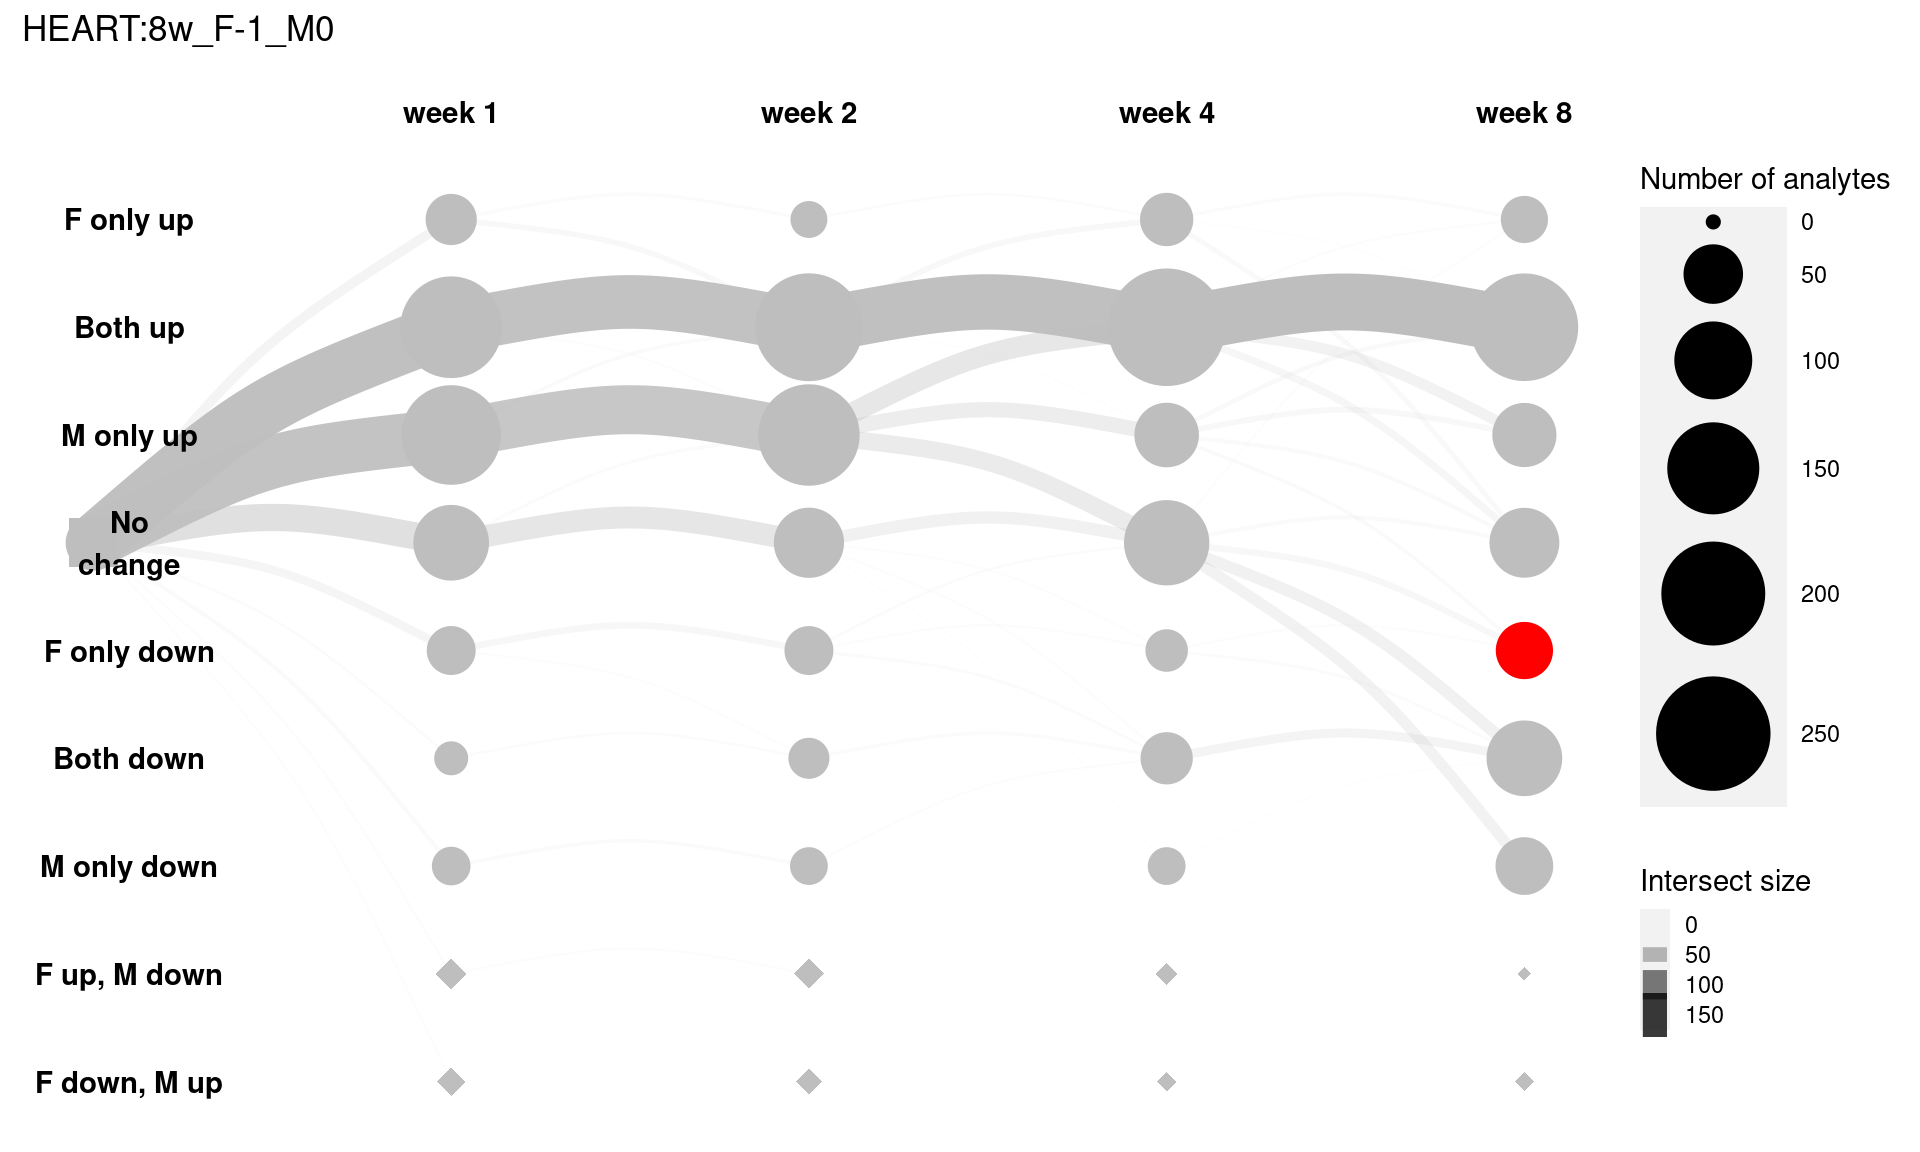 HEART:8w_F-1_M0
week 1
week 2
week 4
week 8
F only up
Both up
M only up
No
change
F only down
Both down
M only down
F up, M down
F down, M up
Number of analytes
0
50
100
150
200
250
Intersect size
0
50
100
150